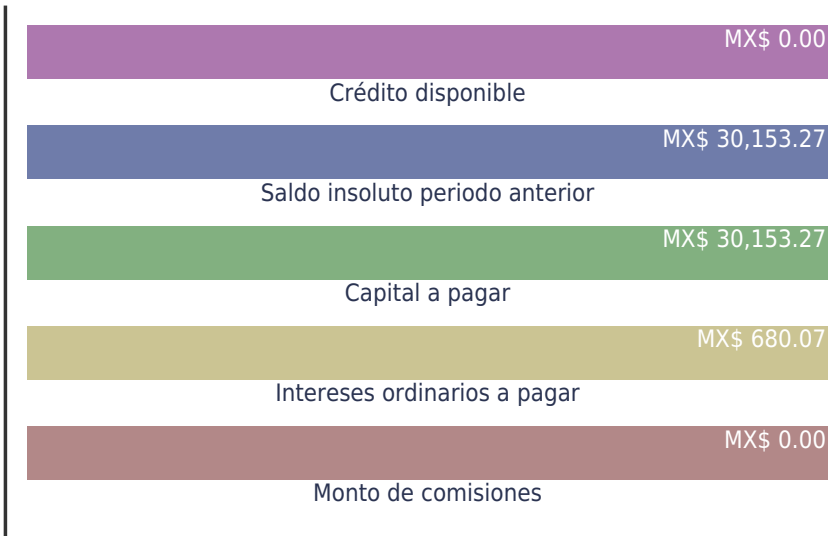 MX$ 0.00
Crédito disponible
MX$ 30,153.27
Saldo insoluto periodo anterior
MX$ 30,153.27
Capital a pagar
MX$ 680.07
Intereses ordinarios a pagar
MX$ 0.00
Monto de comisiones